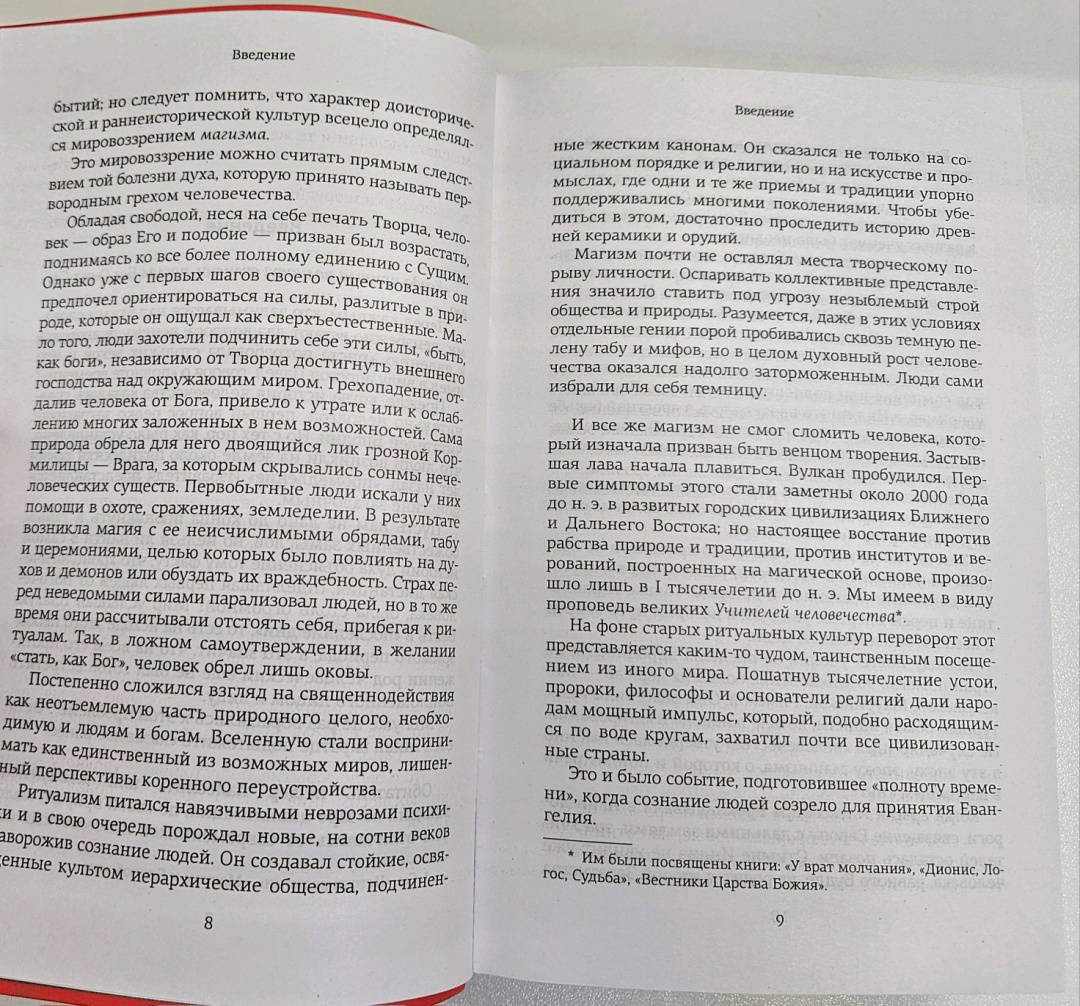 Введение
бытий; но следует помнить, что характер доисториче-
ской и раннеисторической культур всецело определял-
ся мировоззрением магизма.
Это мировоззрение можно считать прямым следст-
вием той болезни духа, которую принято называть пер-
вородным грехом человечества.
Обладая свободой, неся на себе печать Творца, чело-
век — образ Его и подобие — призван был возрастать,
поднимаясь ко все более полному единению с Сущим.
Однако уже с первых шагов своего существования он
предпочел ориентироваться на силы, разлитые в при-
роде, которые он ощущал как сверхъестественные. Ма-
ло того, люди захотели подчинить себе эти силы, «быть,
как боги», независимо от Творца достигнуть внешнего
господства над окружающим миром. Грехопадение, от-
далив человека от Бога, привело к утрате или к ослаб-
лению многих заложенных в нем возможностей. Сама
природа обрела для него двоящийся лик грозной Кор-
милицы — Врага, за которым скрывались сонмы нече-
ловеческих существ. Первобытные люди искали у них
помощи в охоте, сражениях, земледелии. В результате
возникла магия с ее неисчислимыми обрядами, табу
и церемониями, целью которых было повлиять на ду-
хов и демонов или обуздать их враждебность. Страх пе-
ред неведомыми силами парализовал людей, но в то же
время они рассчитывали отстоять себя, прибегая к ри-
туалам. Так, в ложном самоутверждении, в желании
«стать, как Бог», человек обрел лишь оковы.
Постепенно сложился взгляд на священнодействия
как неотъемлемую часть природного целого, необхо-
димую и людям и богам. Вселенную стали восприни-
мать как единственный из возможных миров, лишен-
ный перспективы коренного переустройства.
Ритуализм питался навязчивыми неврозами психи-
ки и в свою очередь порождал новые, на сотни веков
аворожив сознание людей. Он создавал стойкие, освя-
щенные культом иерархические общества, подчинен-
8
Введение
ные жестким канонам. Он сказался не только на со-
циальном порядке и религии, но и на искусстве и про-
мыслах, где одни и те же приемы и традиции упорно
поддерживались многими поколениями. Чтобы убе-
диться в этом, достаточно проследить историю древ-
ней керамики и орудий.
Магизм почти не оставлял места творческому по-
рыву личности. Оспаривать коллективные представле-
ния значило ставить под угрозу незыблемый строй
общества и природы. Разумеется, даже в этих условиях
отдельные гении порой пробивались сквозь темную пе-
лену табу и мифов, но в целом духовный рост челове-
чества оказался надолго заторможенным. Люди сами
избрали для себя темницу.
И все же магизм не смог сломить человека, кото-
рый изначала призван быть венцом творения. Застыв-
шая лава начала плавиться. Вулкан пробудился. Пер-
вые симптомы этого стали заметны около 2000 года
до н. э. в развитых городских цивилизациях Ближнего
и Дальнего Востока; но настоящее восстание против
рабства природе и традиции, против институтов и ве-
рований, построенных на магической основе, произо-
шло лишь в I тысячелетии до н. э. Мы имеем в виду
проповедь великих Учителей человечества*.
На фоне старых ритуальных культур переворот этот
представляется каким-то чудом, таинственным посеще-
нием из иного мира. Пошатнув тысячелетние устои,
пророки, философы и основатели религий дали наро-
дам мощный импульс, который, подобно расходящим-
ся по воде кругам, захватил почти все цивилизован-
ные страны.
Это и было событие, подготовившее «полноту време-
ни», когда сознание людей созрело для приятия Еван-
гелия.
* Им были посвящены книги: «У врат молчания», «Дионис, Ло-
гос, Судьба», «Вестники Царства Божия».
9